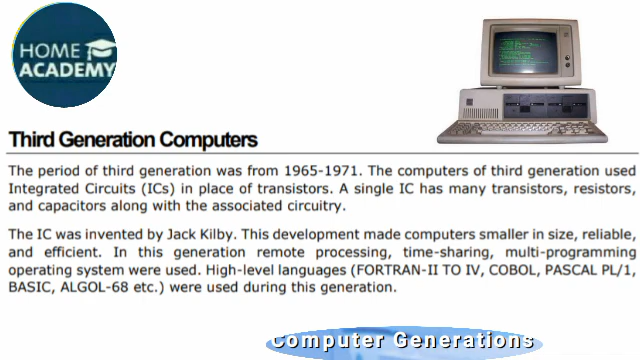 HOME
ACADEMY
Third Generation Computers
The period of third generation was from 1965-1971. The computers of third generation used
Integrated Circuits (ICs) in place of transistors. A single IC has many transistors, resistors,
and capacitors along with the associated circuitry.
The IC was invented by Jack Kilby. This development made computers smaller in size, reliable,
and efficient. In this generation remote processing, time-sharing, multi-programming
operating system were used. High-level languages (FORTRAN-II TO IV, COBOL, PASCAL PL/1,
BASIC, ALGOL-68 etc.) were used during this generation.
Computer Generations